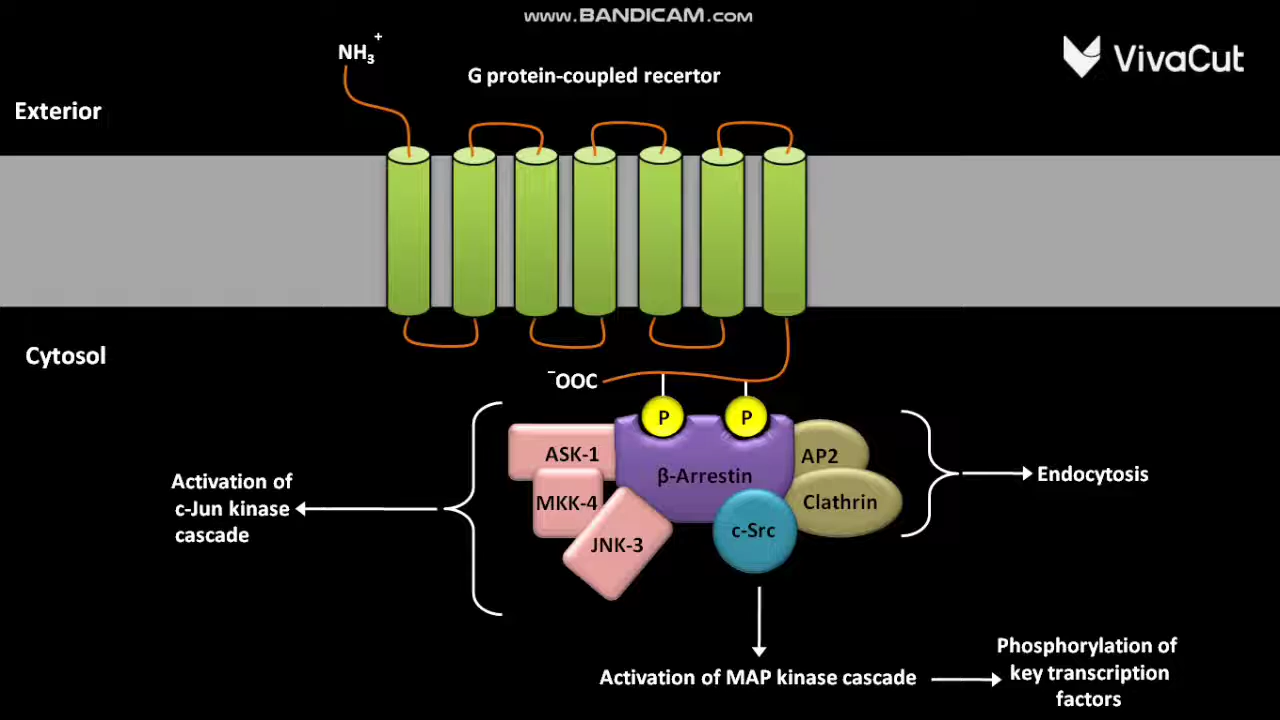 www.BANDICAM.com
NH₃⁺
G protein-coupled recertor
VivaCut
Exterior
Cytosol
⁻OOC
P
P
ASK-1
β-Arrestin
AP2
MKK-4
Clathrin
JNK-3
c-Src
Activation of
c-Jun kinase
cascade
Endocytosis
Activation of MAP kinase cascade
Phosphorylation of
key transcription
factors